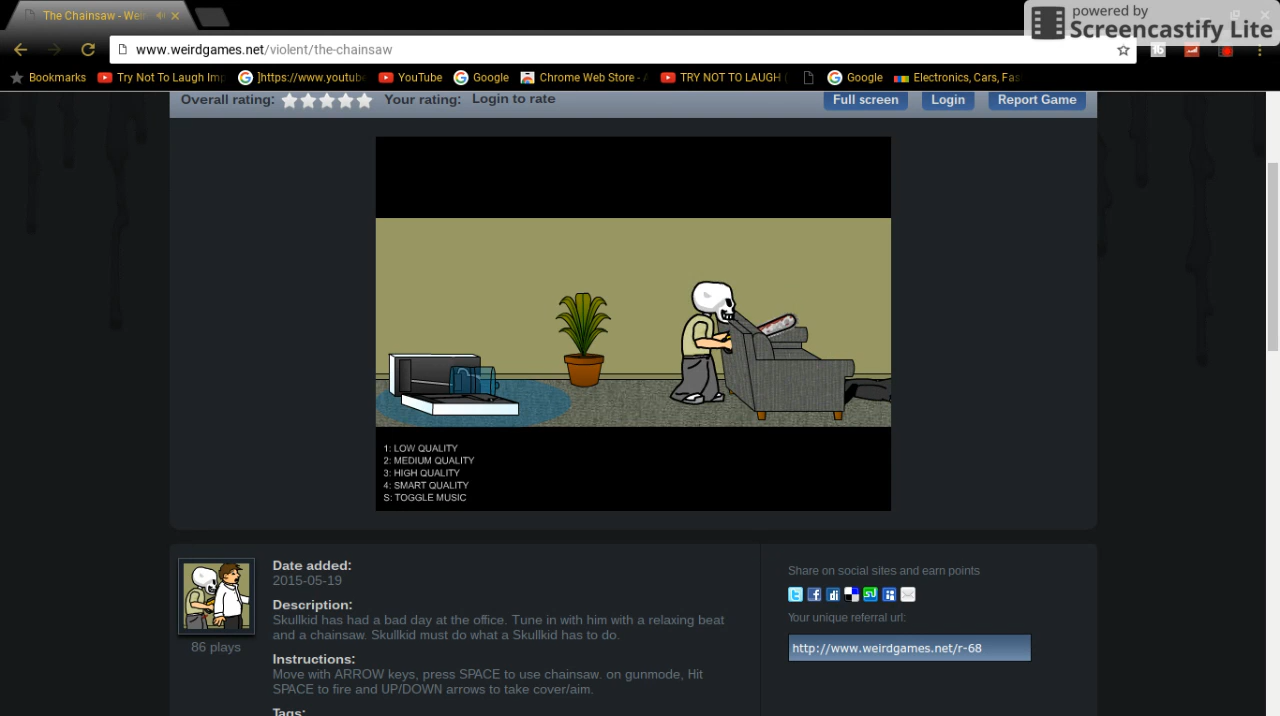 The Chainsaw - Wei
powered by
Screencastify Lite
www.weirdgames.net/violent/the-chainsaw
Bookmarks
Try Not To Laugh Imp
]https://www.youtube
YouTube
Google
Chrome Web Store - A
TRY NOT TO LAUGH (
Google
Electronics, Cars, Fas
Overall rating:
Your rating:
Login to rate
Full screen
Login
Report Game
1: LOW QUALITY
2: MEDIUM QUALITY
3: HIGH QUALITY
4: SMART QUALITY
S: TOGGLE MUSIC
86 plays
Date added:
2015-05-19
Description:
Skullkid has had a bad day at the office. Tune in with him with a relaxing beat
and a chainsaw. Skullkid must do what a Skullkid has to do.
Instructions:
Move with ARROW keys, press SPACE to use chainsaw. on gunmode, Hit
SPACE to fire and UP/DOWN arrows to take cover/aim.
Tags:
Share on social sites and earn points
Your unique referral url:
http://www.weirdgames.net/r-68